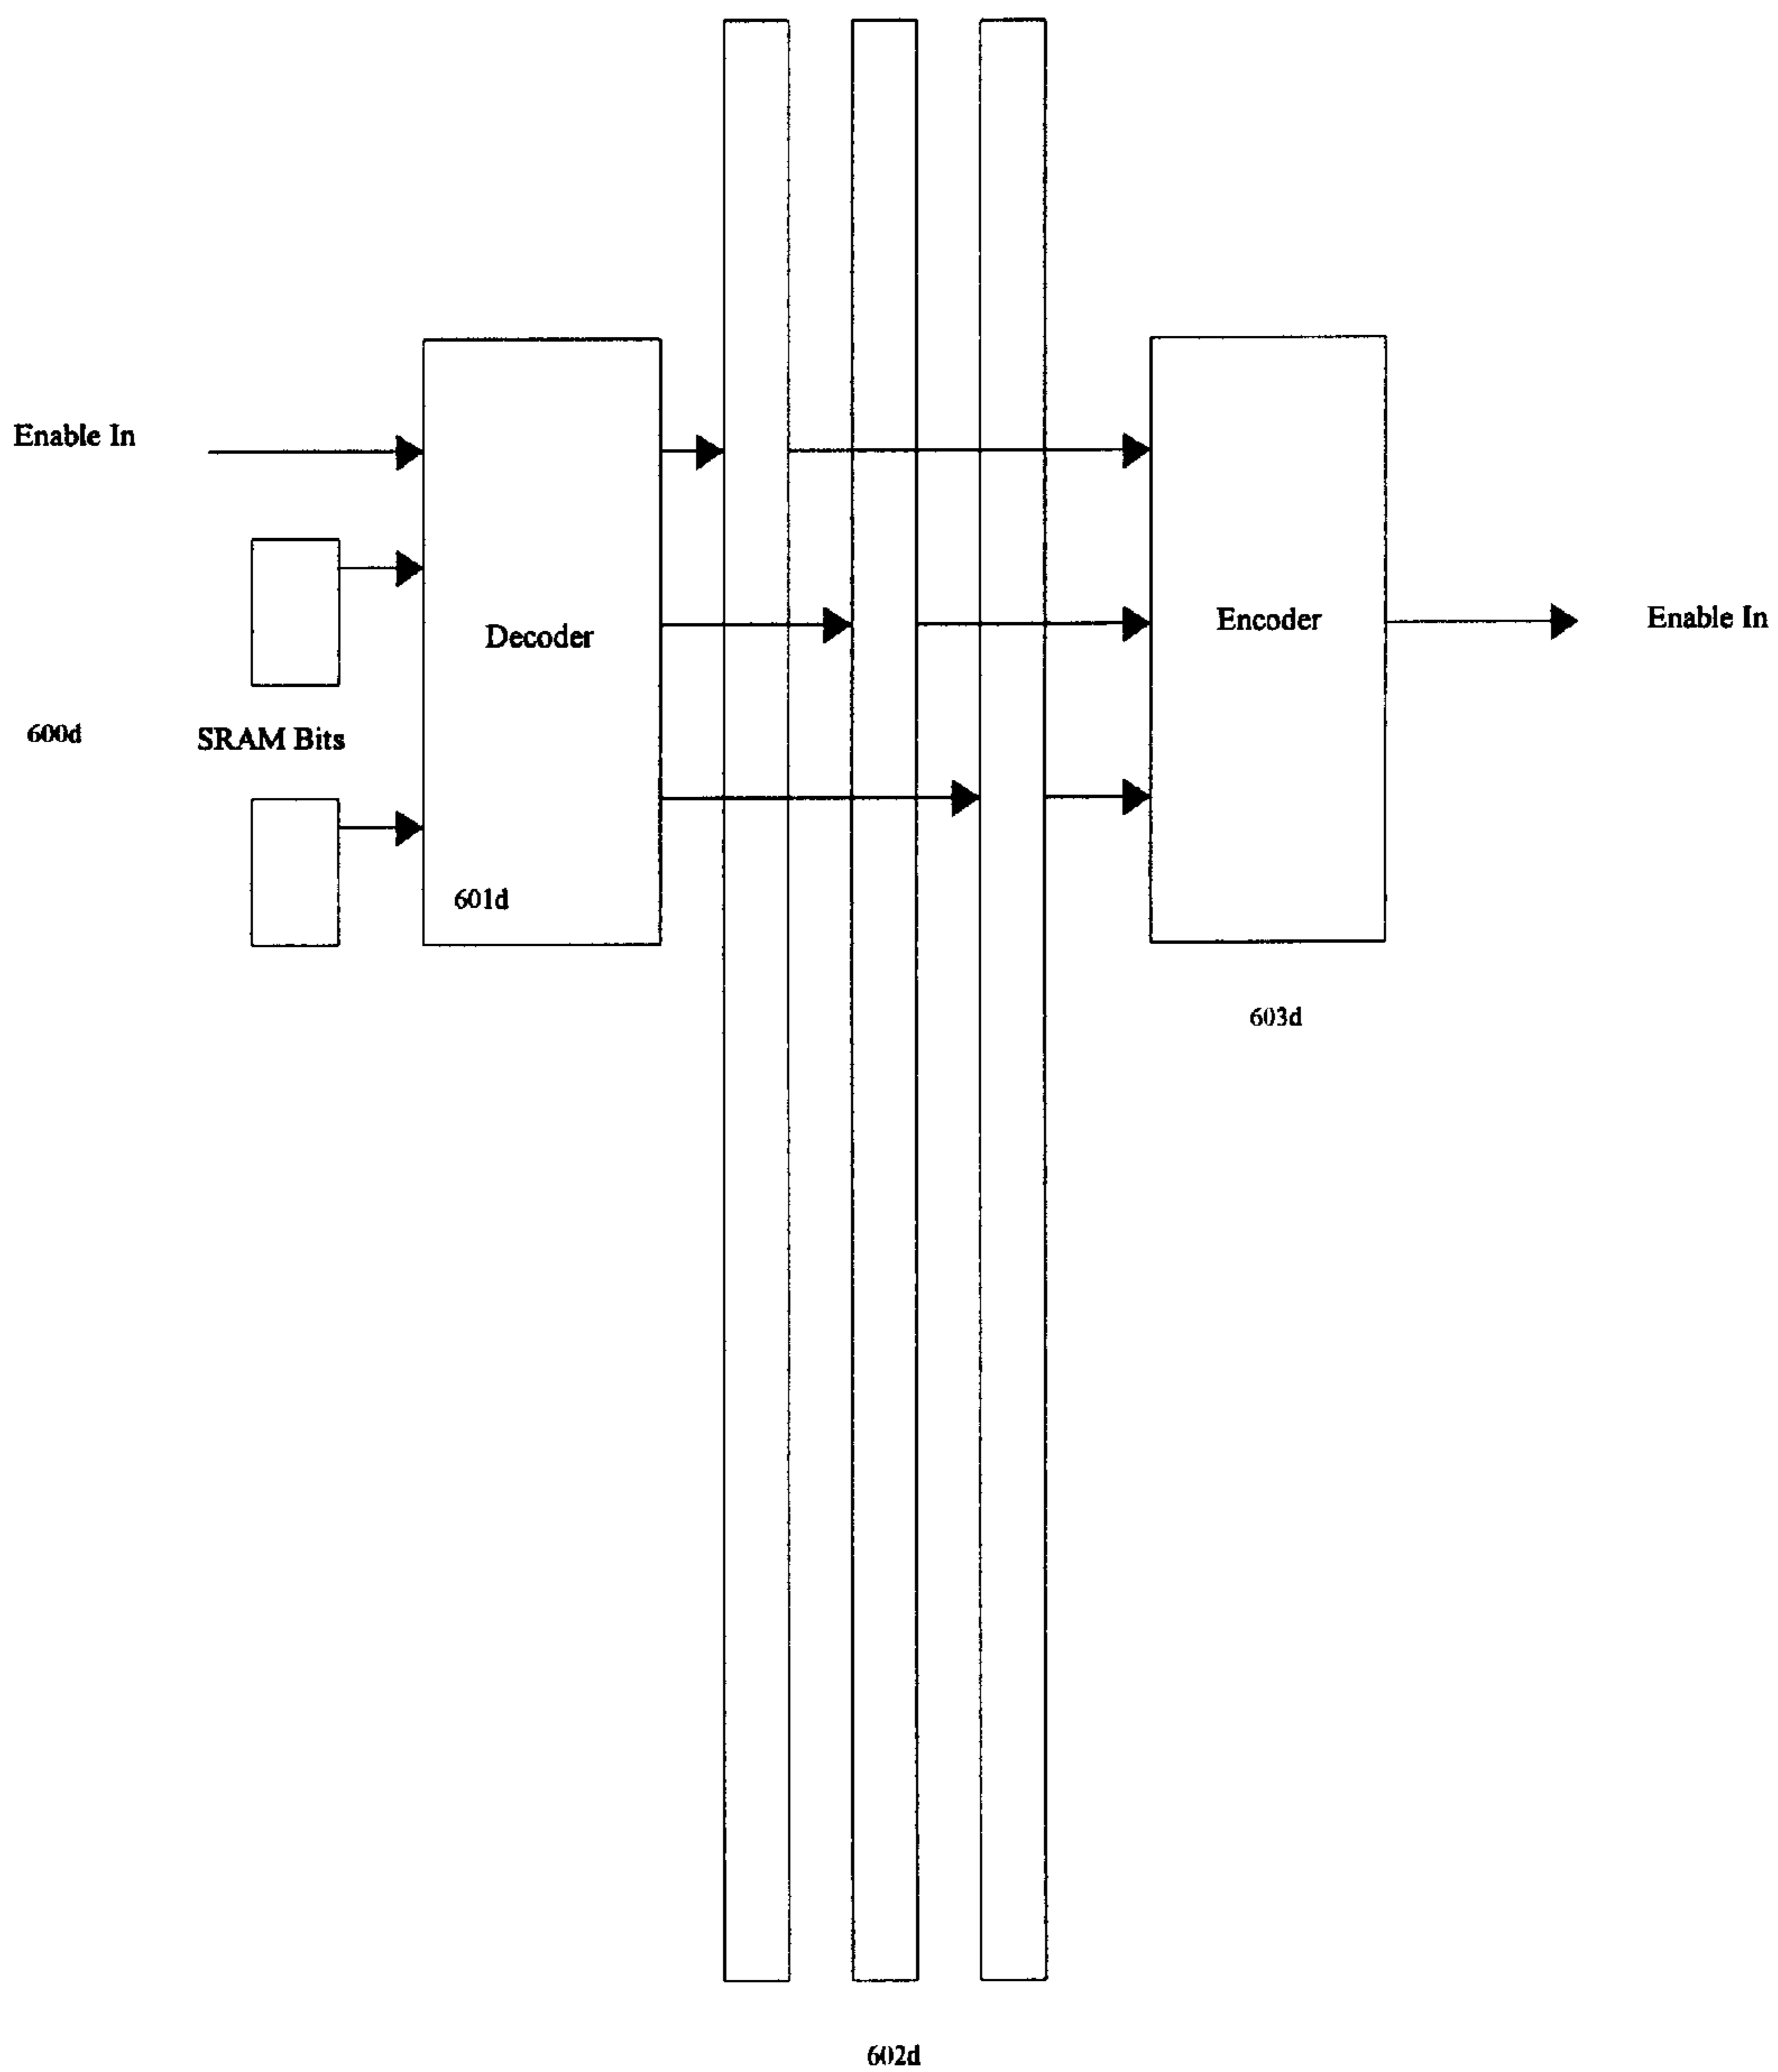 Enable In
Decoder
Encoder
Enable In
600d
SRAM Bits
601d
603d
602d